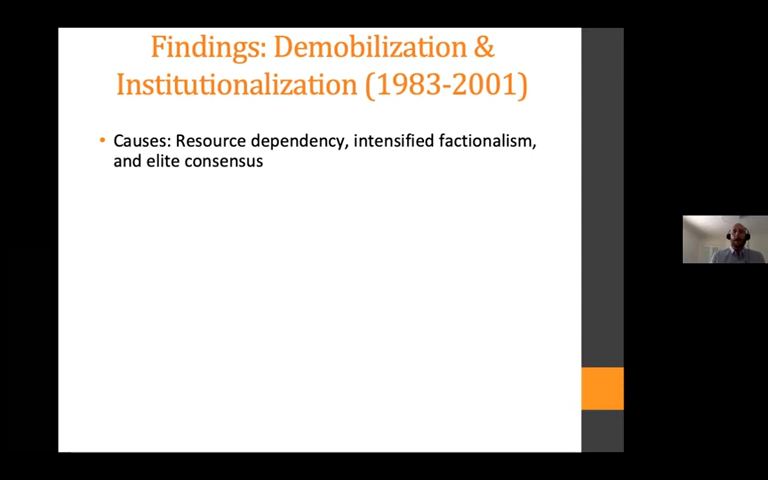 Findings: Demobilization &
Institutionalization (1983-2001)
• Causes: Resource dependency, intensified factionalism,
and elite consensus